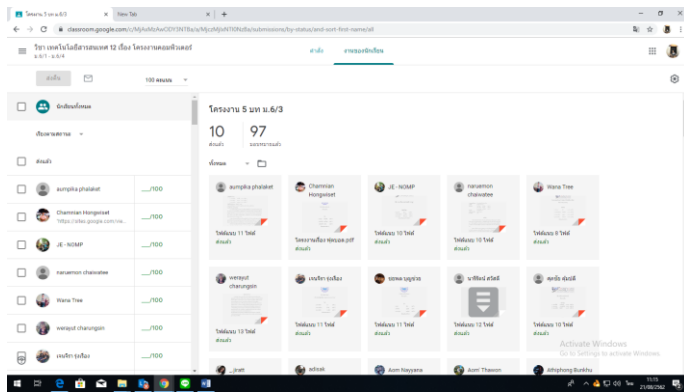 โครงงาน 5 บท ม.6/3
New Tab
classroom.google.com/c/MjAvMzAwODY3NTBa/a/MjczMjIvNTI0NzBa/submissions/by-status/and-sort-first-name/all
วิชา เทคโนโลยีสารสนเทศ 12 เรื่อง โครงงานคอมพิวเตอร์
ม.6/1 - ม.6/4
คำสั่ง
งานของนักเรียน
ส่งคืน
100 คะแนน
นักเรียนทั้งหมด
เรียงตามสถานะ
ส่งแล้ว
aumpika phalaket
__/100
Chamnian Hongwiset
__/100
JE - NOMP
__/100
naruemon chaiwatee
__/100
Wana Tree
__/100
werayut charungsin
__/100
__/100
โครงงาน 5 บท ม.6/3
10
ส่งแล้ว
97
มอบหมายแล้ว
ทั้งหมด
aumpika phalaket
ไฟล์แนบ 11 ไฟล์
ส่งแล้ว
Chamnian Hongwiset
ส่งแล้ว
JE - NOMP
ไฟล์แนบ 10 ไฟล์
ส่งแล้ว
naruemon chaiwatee
ไฟล์แนบ 10 ไฟล์
ส่งแล้ว
Wana Tree
ไฟล์แนบ 9 ไฟล์
ส่งแล้ว
werayut charungsin
ไฟล์แนบ 13 ไฟล์
ส่งแล้ว
ไฟล์แนบ 11 ไฟล์
ส่งแล้ว
ไฟล์แนบ 11 ไฟล์
ส่งแล้ว
ไฟล์แนบ 12 ไฟล์
ส่งแล้ว
ไฟล์แนบ 10 ไฟล์
ส่งแล้ว
_jiratt
adisak
Aom Nayyana
Aomi Thawon
Athiphong Bunkhu
Activate Windows
Go to Settings to activate Windows.
11:15
21/08/2562